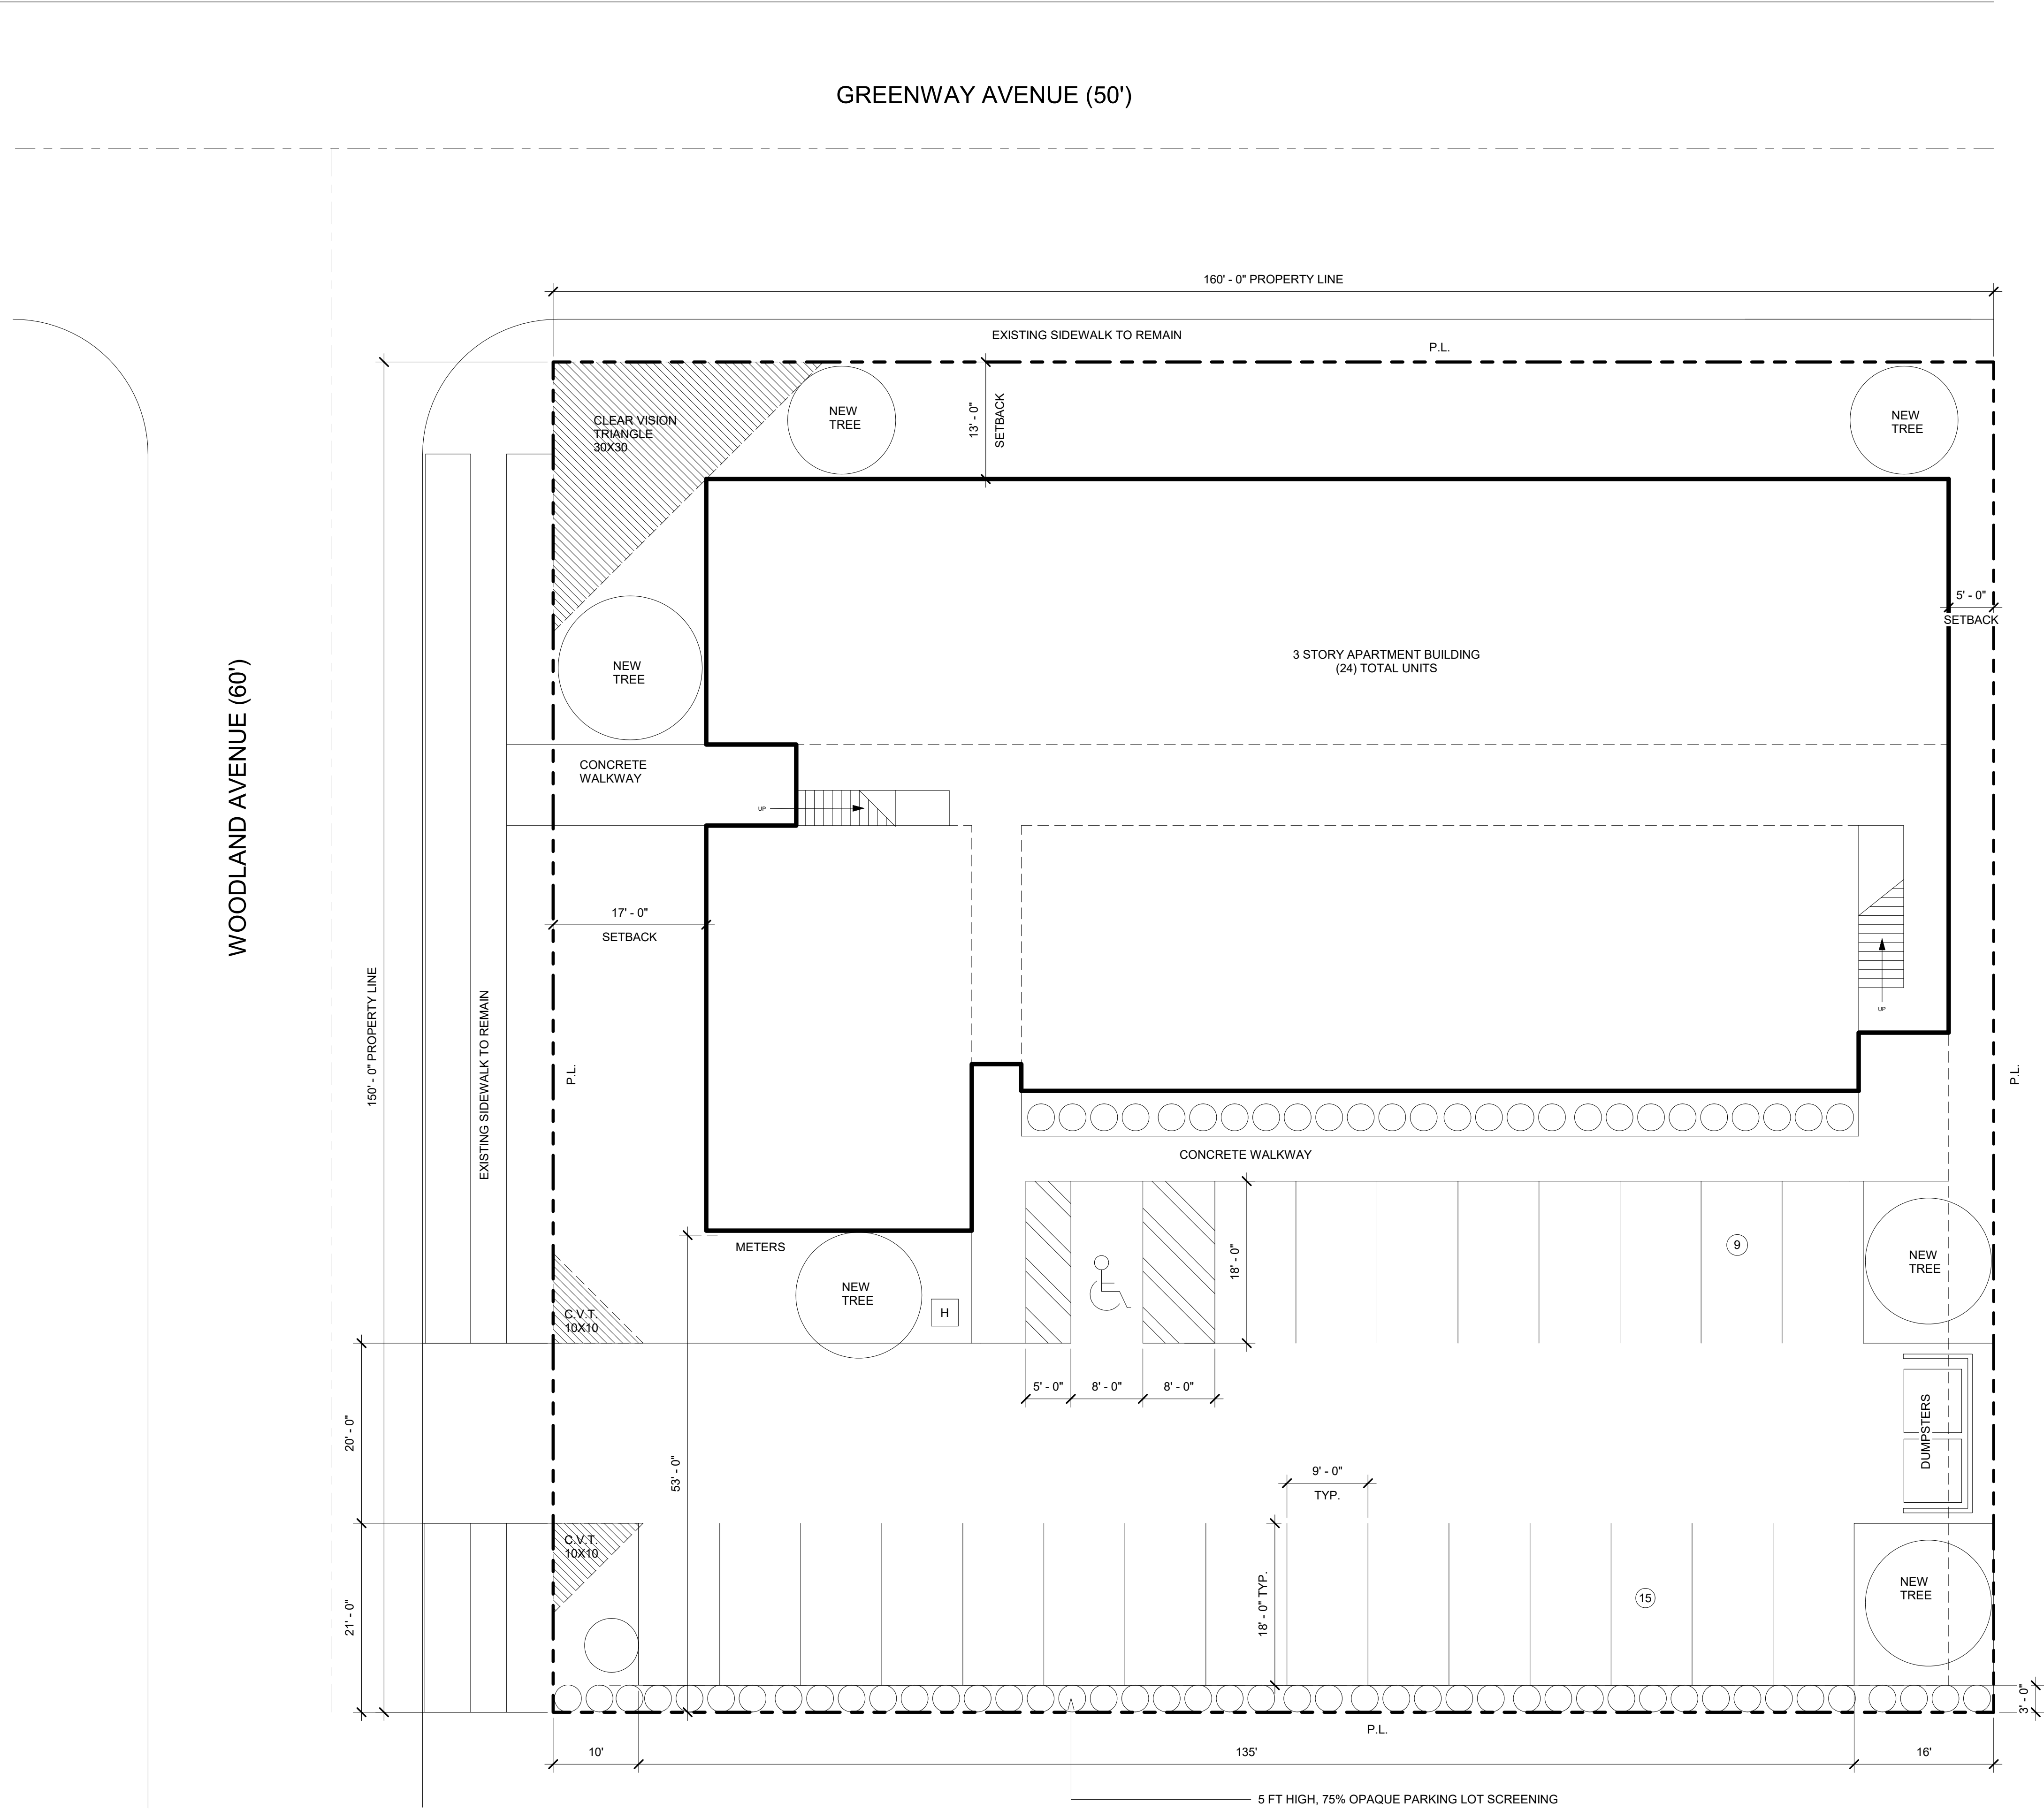 GREENWAY AVENUE (50')
160' - 0" PROPERTY LINE
EXISTING SIDEWALK TO REMAIN
P.L.
CLEAR VISION
TRIANGLE
30X30
NEW
TREE
13' - 0"
SETBACK
NEW
TREE
5' - 0"
SETBACK
WOODLAND AVENUE (60')
NEW
TREE
3 STORY APARTMENT BUILDING
(24) TOTAL UNITS
CONCRETE
WALKWAY
UP
17' - 0"
SETBACK
150' - 0" PROPERTY LINE
EXISTING SIDEWALK TO REMAIN
P.L.
UP
P.L.
CONCRETE WALKWAY
METERS
NEW
TREE
H
18' - 0"
9
NEW
TREE
C.V.T.
10X10
5' - 0"
8' - 0"
8' - 0"
20' - 0"
53' - 0"
DUMPSTERS
9' - 0"
TYP.
C.V.T.
10X10
21' - 0"
18' - 0" TYP.
15
NEW
TREE
3' - 0"
P.L.
10'
135'
16'
5 FT HIGH, 75% OPAQUE PARKING LOT SCREENING